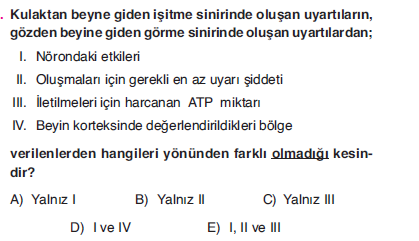 . Kulaktan beyne giden işitme sinirinde oluşan uyartıların,
gözden beyine giden görme sinirinde oluşan uyartılardan;
I. Nörondaki etkileri
II. Oluşmaları için gerekli en az uyarı şiddeti
III. İletilmeleri için harcanan ATP miktarı
IV. Beyin korteksinde değerlendirildikleri bölge
verilenlerden hangileri yönünden farklı olmadığı kesin-
dir?
A) Yalnız I B) Yalnız II C) Yalnız III
D) I ve IV E) I, II ve III